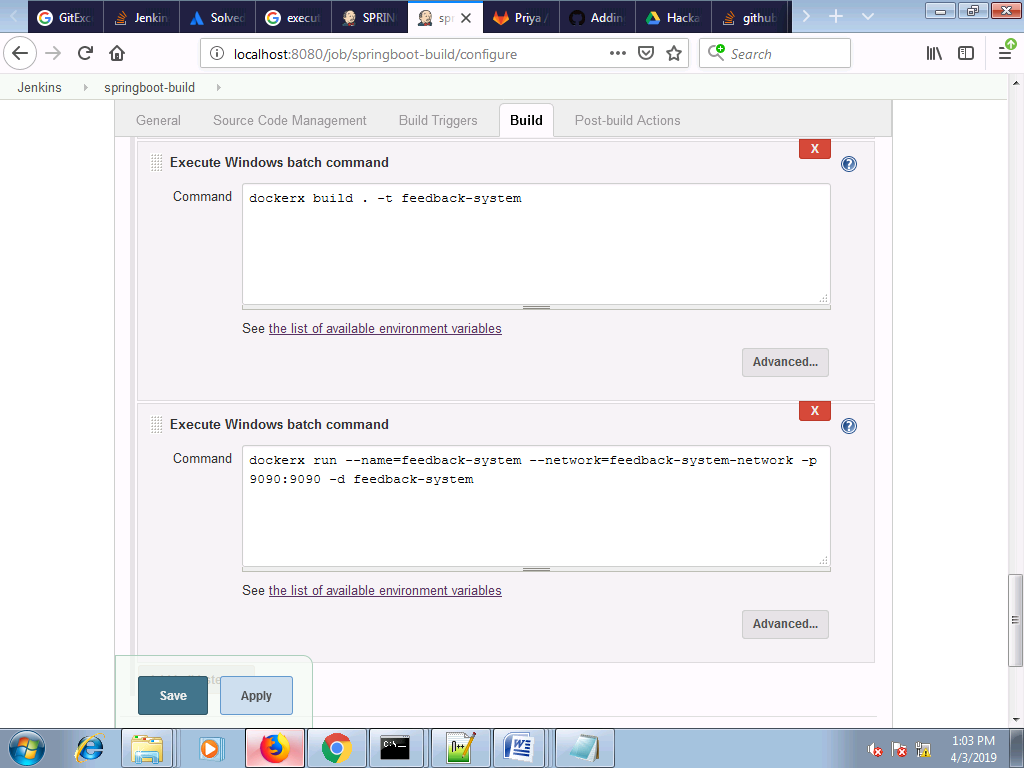 GitExc
Jenkin
Solved
execut
SPRIN
spr
Priya /
Addin
Hacka
github
localhost:8080/job/springboot-build/configure
Search
Jenkins
springboot-build
General
Source Code Management
Build Triggers
Build
Post-build Actions
Execute Windows batch command
X
?
Command
dockerx build . -t feedback-system
See the list of available environment variables
Advanced...
Execute Windows batch command
X
?
Command
dockerx run --name=feedback-system --network=feedback-system-network -p
9090:9090 -d feedback-system
See the list of available environment variables
Advanced...
Save
Apply
1:03 PM
4/3/2019